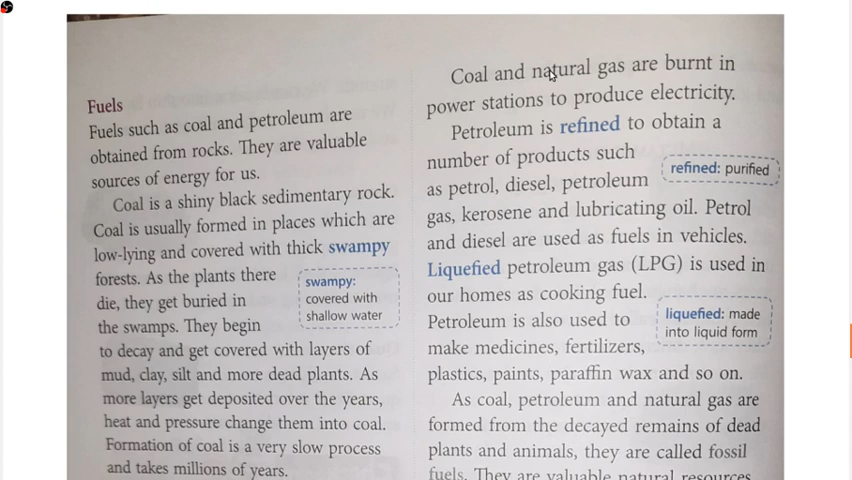 Fuels
Fuels such as coal and petroleum are
obtained from rocks. They are valuable
sources of energy for us.
Coal is a shiny black sedimentary rock.
Coal is usually formed in places which are
low-lying and covered with thick swampy
forests. As the plants there
die, they get buried in
the swamps. They begin
swampy:
covered with
shallow water
to decay and get covered with layers of
mud, clay, silt and more dead plants. As
more layers get deposited over the years,
heat and pressure change them into coal.
Formation of coal is a very slow process
and takes millions of years.
Coal and natural gas are burnt in
power stations to produce electricity.
Petroleum is refined to obtain a
number of products such
as petrol, diesel, petroleum
refined: purified
gas, kerosene and lubricating oil. Petrol
and diesel are used as fuels in vehicles.
Liquefied petroleum gas (LPG) is used in
our homes as cooking fuel.
Petroleum is also used to
make medicines, fertilizers,
liquefied: made
into liquid form
plastics, paints, paraffin wax and so on.
As coal, petroleum and natural gas are
formed from the decayed remains of dead
plants and animals, they are called fossil
fuels. They are valuable natural resources